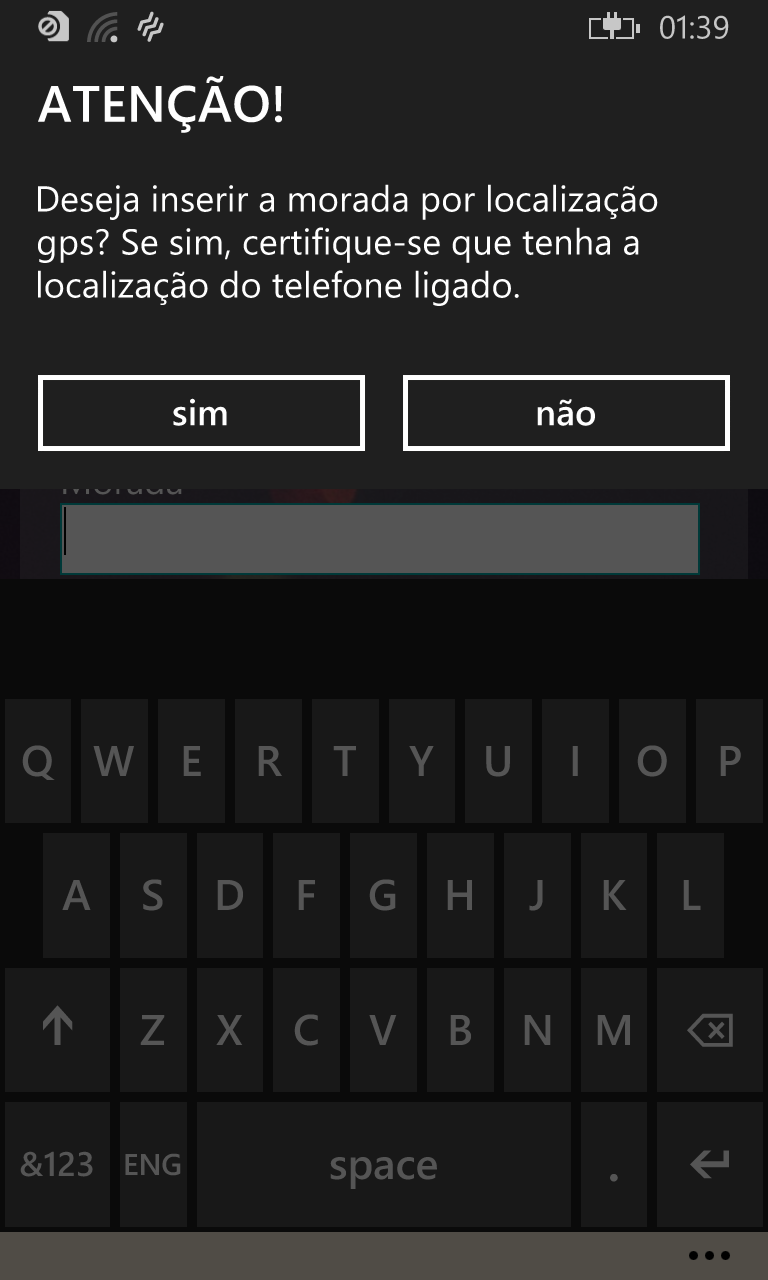 01:39
ATENÇÃO!
Deseja inserir a morada por localização
gps? Se sim, certifique-se que tenha a
localização do telefone ligado.
sim não
Morada
Q W E R T Y U I O P
A S D F G H J K L
Z X C V B N M
&123 ENG space .